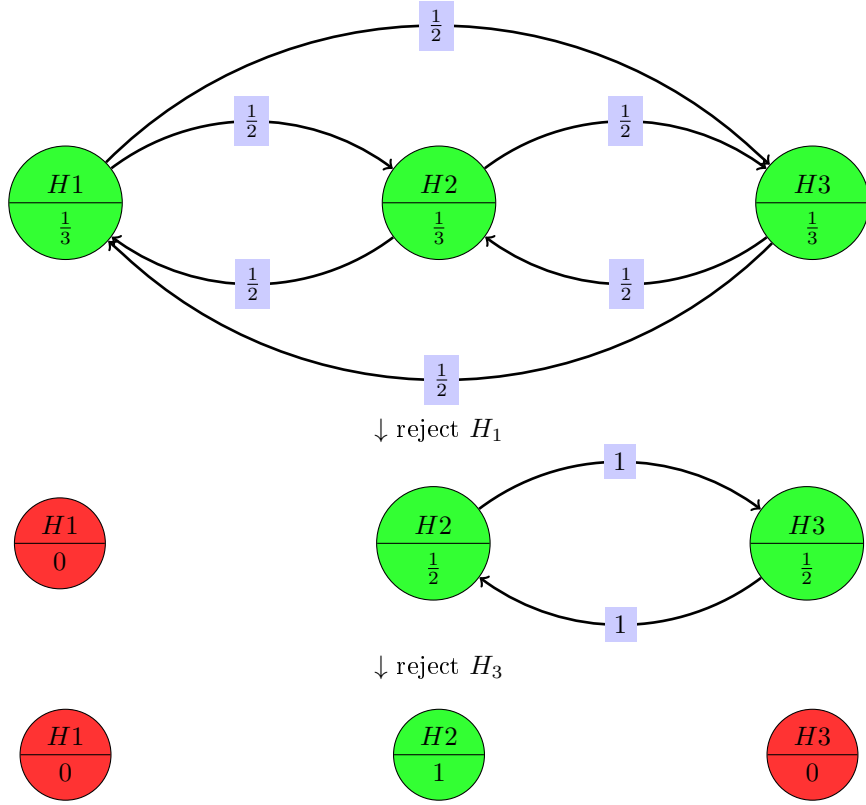 1/2
1/2 1/2
H1 H2 H3
1/3 1/3 1/3
1/2 1/2
1/2
↓ reject H₁
1
H1 H2 H3
0 1/2 1/2
1
↓ reject H₃
H1 H2 H3
0 1 0